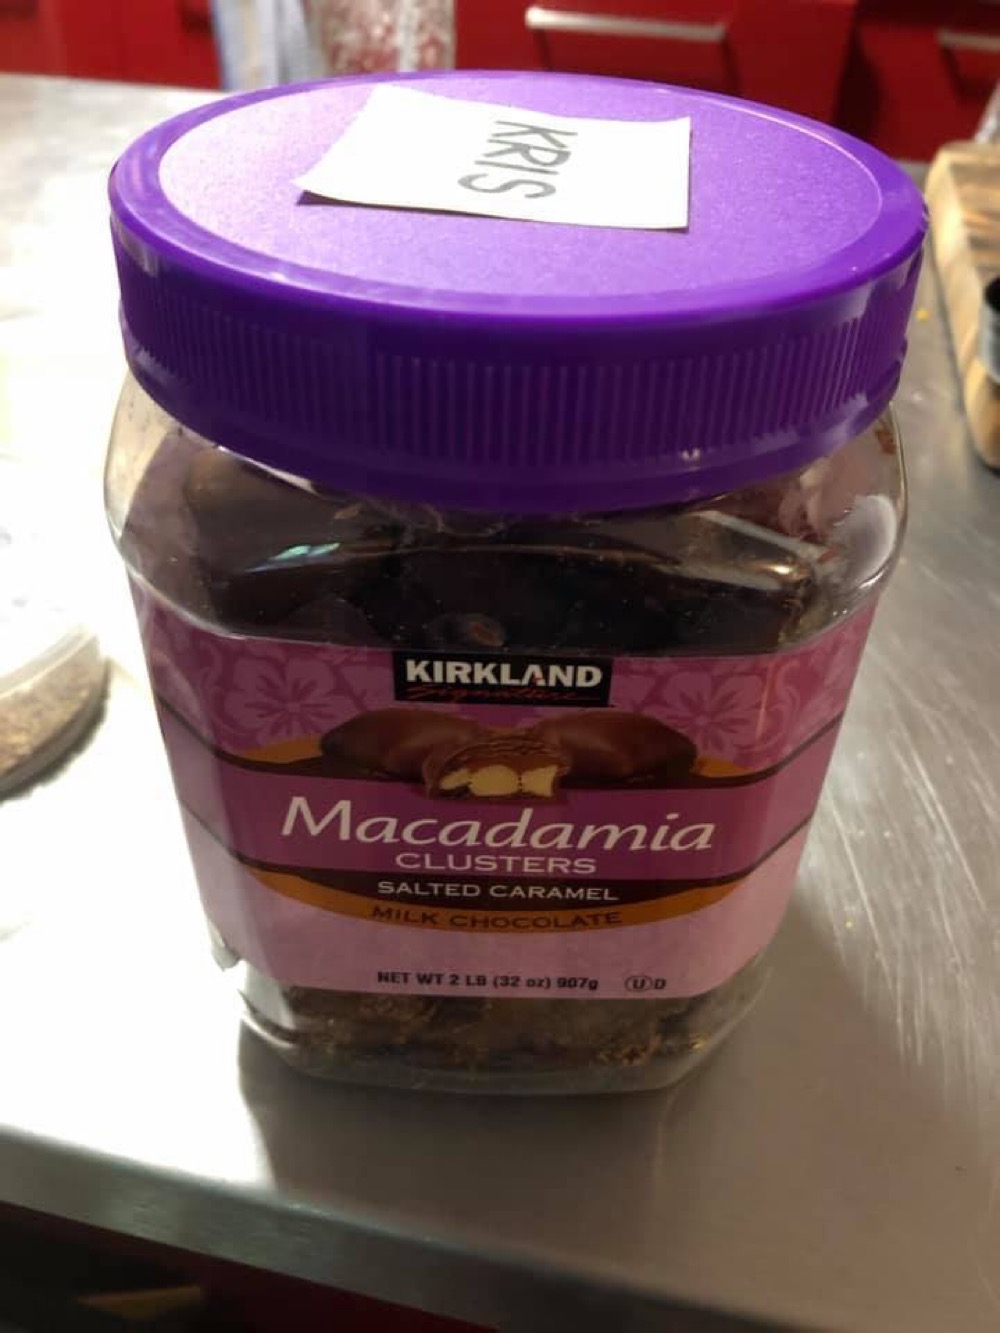 KRIS
KIRKLAND
Signature
Macadamia
CLUSTERS
SALTED CARAMEL
MILK CHOCOLATE
NET WT 2 LB (32 oz) 907g Ⓤ D